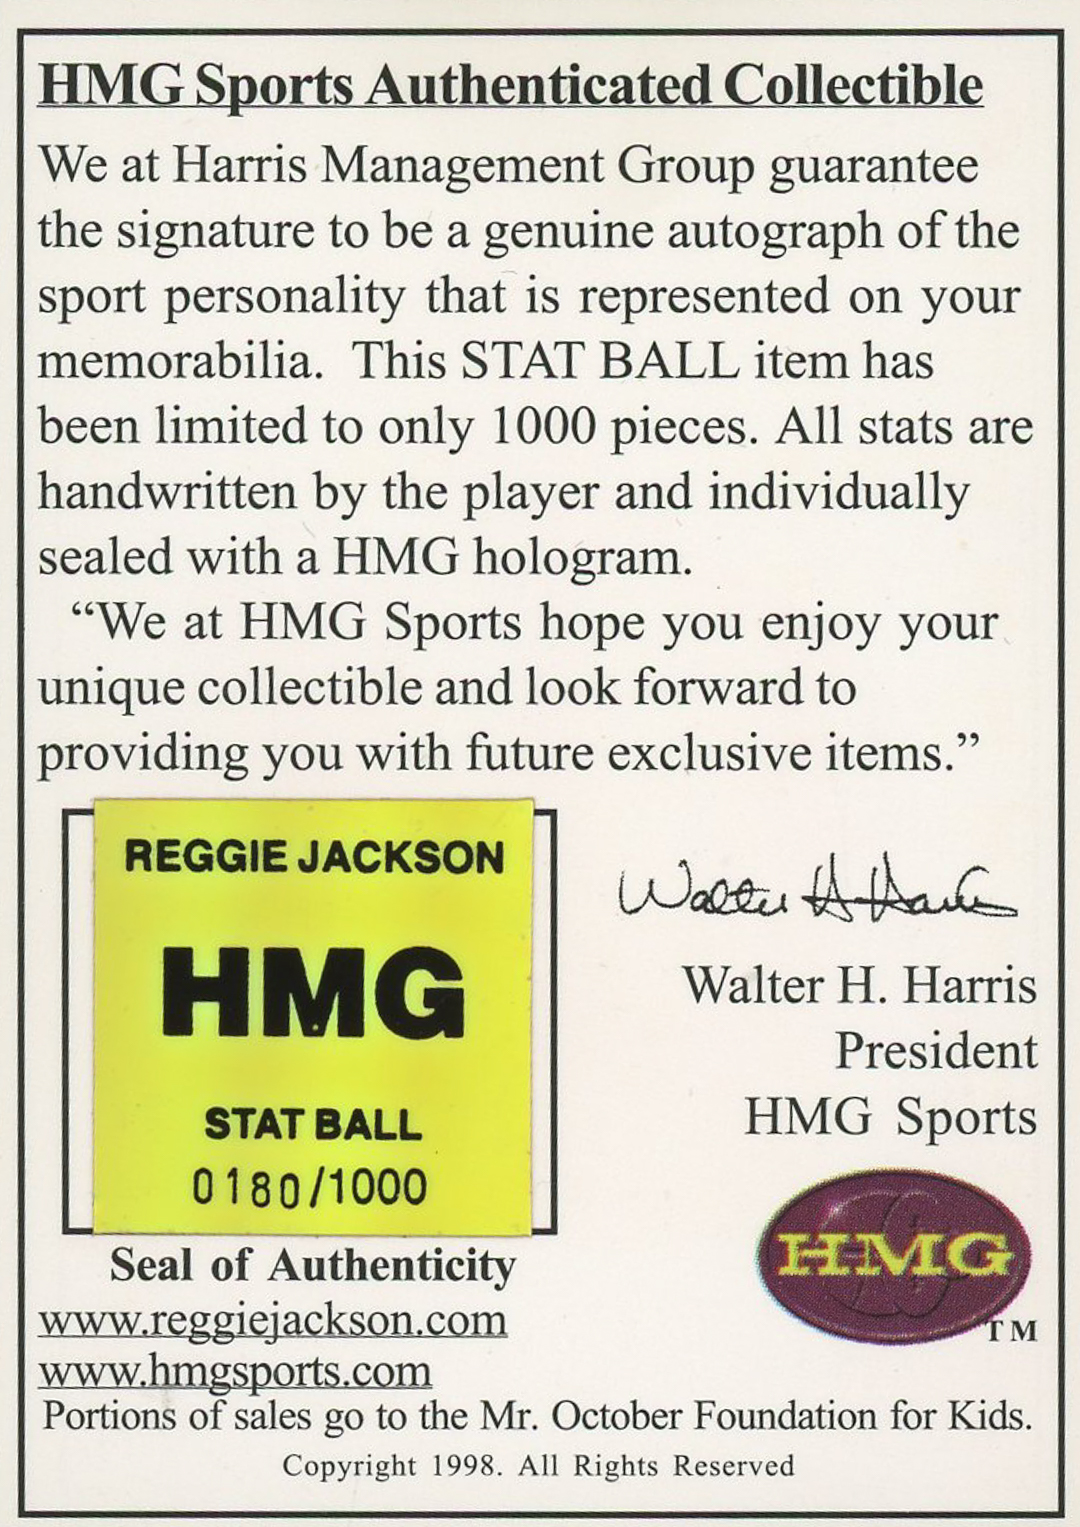 HMG Sports Authenticated Collectible
We at Harris Management Group guarantee
the signature to be a genuine autograph of the
sport personality that is represented on your
memorabilia. This STAT BALL item has
been limited to only 1000 pieces. All stats are
handwritten by the player and individually
sealed with a HMG hologram.
“We at HMG Sports hope you enjoy your
unique collectible and look forward to
providing you with future exclusive items.”
REGGIE JACKSON
HMG
STAT BALL
0180/1000
Seal of Authenticity
www.reggiejackson.com
www.hmgsports.com
Walter H Harris
Walter H. Harris
President
HMG Sports
HMG
TM
Portions of sales go to the Mr. October Foundation for Kids.
Copyright 1998. All Rights Reserved